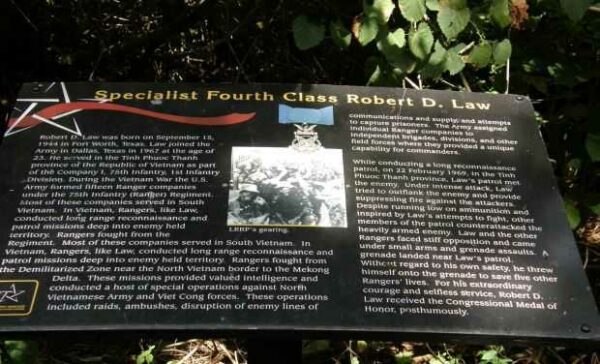 Specialist Fourth Class Robert D. Law
Robert D. Law was born on September 15,
1944 in Fort Worth, Texas. Law joined the
Army in Dallas, Texas in 1967 at the age of
23. He served in the Tinh Phuoc Thanh
province of the Republic of Vietnam as part
of the Company I, 75th Infantry, 1st Infantry
Division. During the Vietnam War the U.S.
Army formed fifteen Ranger companies
under the 75th Infantry (Ranger) Regiment.
Most of these companies served in South
Vietnam. In Vietnam, Rangers, like Law,
conducted long range reconnaissance and
patrol missions deep into enemy held
territory. Rangers fought from the
Regiment. Most of these companies served in South Vietnam. In
Vietnam, Rangers, like Law, conducted long range reconnaissance and
patrol missions deep into enemy held territory. Rangers fought from
the Demilitarized Zone near the North Vietnam border to the Mekong
Delta. These missions provided valued intelligence and
conducted a host of special operations against North
Vietnamese Army and Viet Cong forces. These operations
included raids, ambushes, disruption of enemy lines of
LRRP's gearing.
communications and supply, and attempts
to capture prisoners. The Army assigned
individual Ranger companies to
independent brigades, divisions, and other
field forces where they provided a unique
capability for commanders.
While conducting a long reconnaissance
patrol, on 22 February 1969, in the Tinh
Phuoc Thanh province, Law's patrol met
the enemy. Under intense attack, Law
tried to outflank the enemy and provide
suppressing fire against the attackers.
Despite running low on ammunition and
inspired by Law's attempts to fight, other
members of the patrol counterattacked the
heavily armed enemy. Law and the other
Rangers faced stiff opposition and came
under small arms and grenade assaults. A
grenade landed near Law's patrol.
Without regard to his own safety, he threw
himself onto the grenade to save five other
Rangers' lives. For his extraordinary
courage and selfless service, Robert D.
Law received the Congressional Medal of
Honor, posthumously.